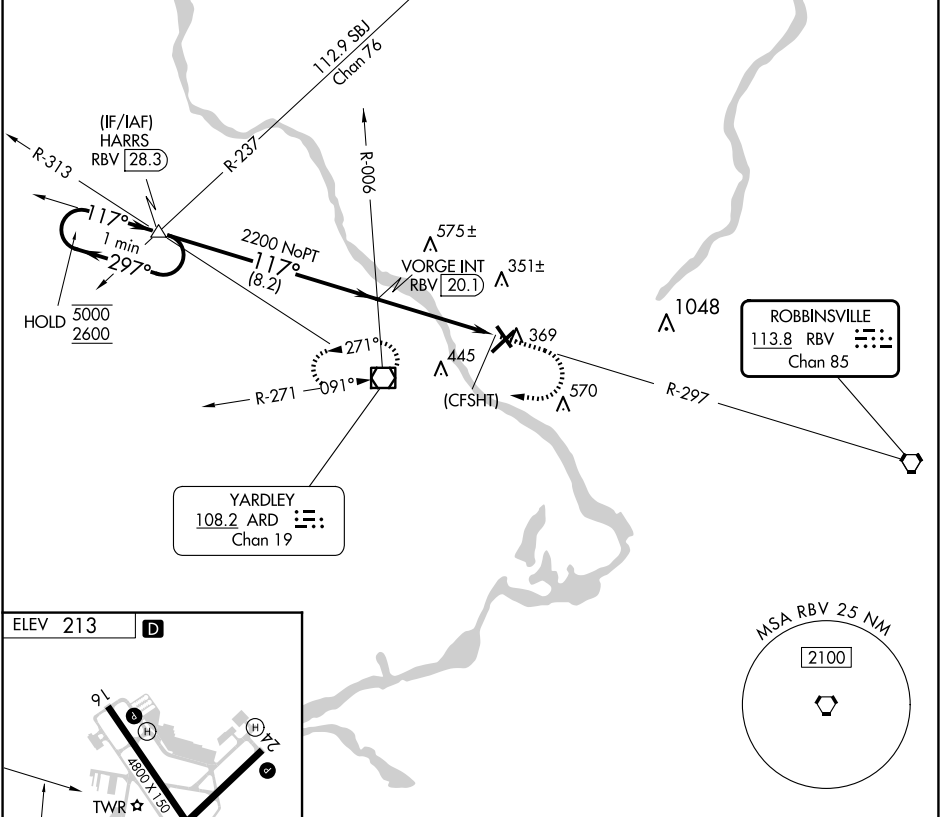 112.9 SBJ
Chan 76
(IF/IAF)
HARRS
RBV 28.3
R-313
R-237
R-006
117°
1 min
297°
2200 NoPT
117°
(8.2)
575±
VORGE INT
RBV 20.1
351±
HOLD 5000
2600
1048
369
ROBBINSVILLE
113.8 RBV
Chan 85
271°
445
R-271
091°
(CFSHT)
570
R-297
YARDLEY
108.2 ARD
Chan 19
ELEV 213
D
MSA RBV 25 NM
2100
16
P
H
H
24
P
4800 X 150
TWR